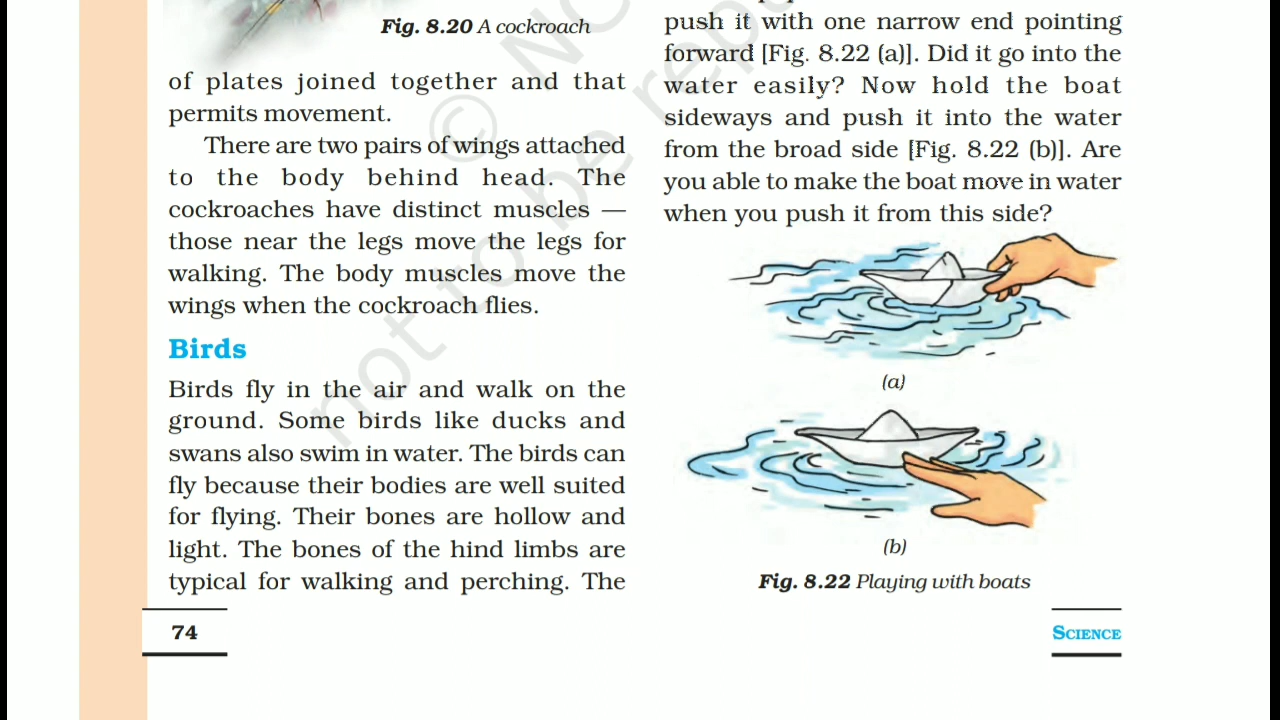 Fig. 8.20 A cockroach
of plates joined together and that
permits movement.
There are two pairs of wings attached
to the body behind head. The
cockroaches have distinct muscles —
those near the legs move the legs for
walking. The body muscles move the
wings when the cockroach flies.
Birds
Birds fly in the air and walk on the
ground. Some birds like ducks and
swans also swim in water. The birds can
fly because their bodies are well suited
for flying. Their bones are hollow and
light. The bones of the hind limbs are
typical for walking and perching. The
push it with one narrow end pointing
forward [Fig. 8.22 (a)]. Did it go into the
water easily? Now hold the boat
sideways and push it into the water
from the broad side [Fig. 8.22 (b)]. Are
you able to make the boat move in water
when you push it from this side?
(a)
(b)
Fig. 8.22 Playing with boats
74
SCIENCE
© NC
not to be repu